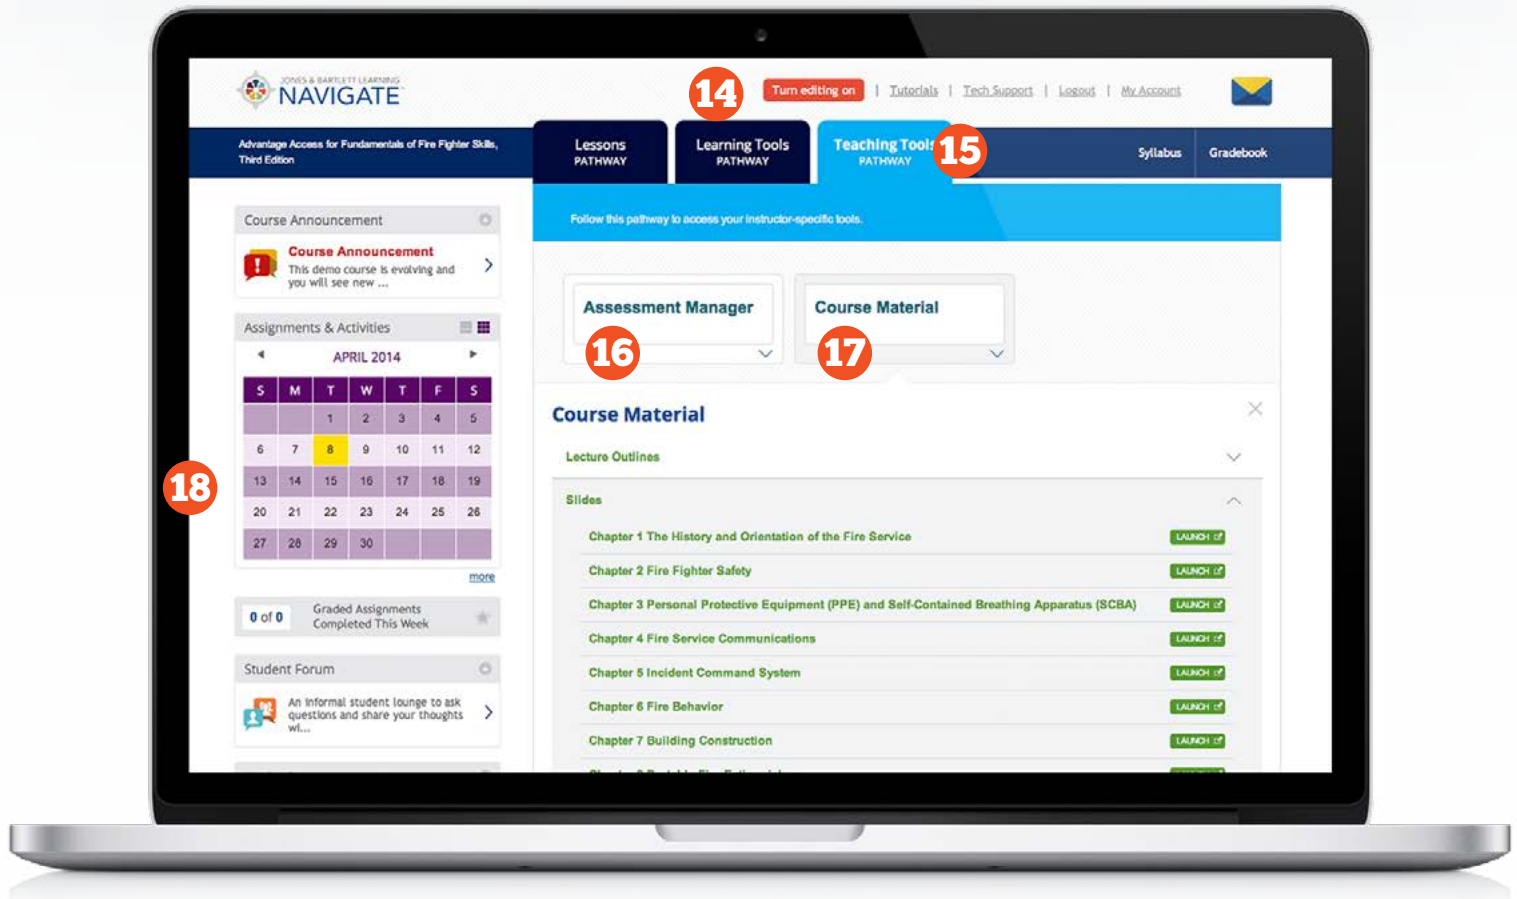 JONES & BARTLETT LEARNING
NAVIGATE
14
Turn editing on | Tutorials | Tech Support | Logout | My Account
Advantage Access for Fundamentals of Fire Fighter Skills,
Third Edition
Lessons
PATHWAY
Learning Tools
PATHWAY
Teaching Tools
PATHWAY
15
Syllabus
Gradebook
Follow this pathway to access your instructor-specific tools.
Course Announcement
Course Announcement
This demo course is evolving and
you will see new ...
Assignments & Activities
APRIL 2014
S M T W T F S
1 2 3 4 5
6 7 8 9 10 11 12
13 14 15 16 17 18 19
20 21 22 23 24 25 26
27 28 29 30
18
more
0 of 0
Graded Assignments
Completed This Week
Student Forum
An informal student lounge to ask
questions and share your thoughts
wi...
Assessment Manager
16
Course Material
17
Course Material
Lecture Outlines
Slides
Chapter 1 The History and Orientation of the Fire Service LAUNCH
Chapter 2 Fire Fighter Safety LAUNCH
Chapter 3 Personal Protective Equipment (PPE) and Self-Contained Breathing Apparatus (SCBA) LAUNCH
Chapter 4 Fire Service Communications LAUNCH
Chapter 5 Incident Command System LAUNCH
Chapter 6 Fire Behavior LAUNCH
Chapter 7 Building Construction LAUNCH